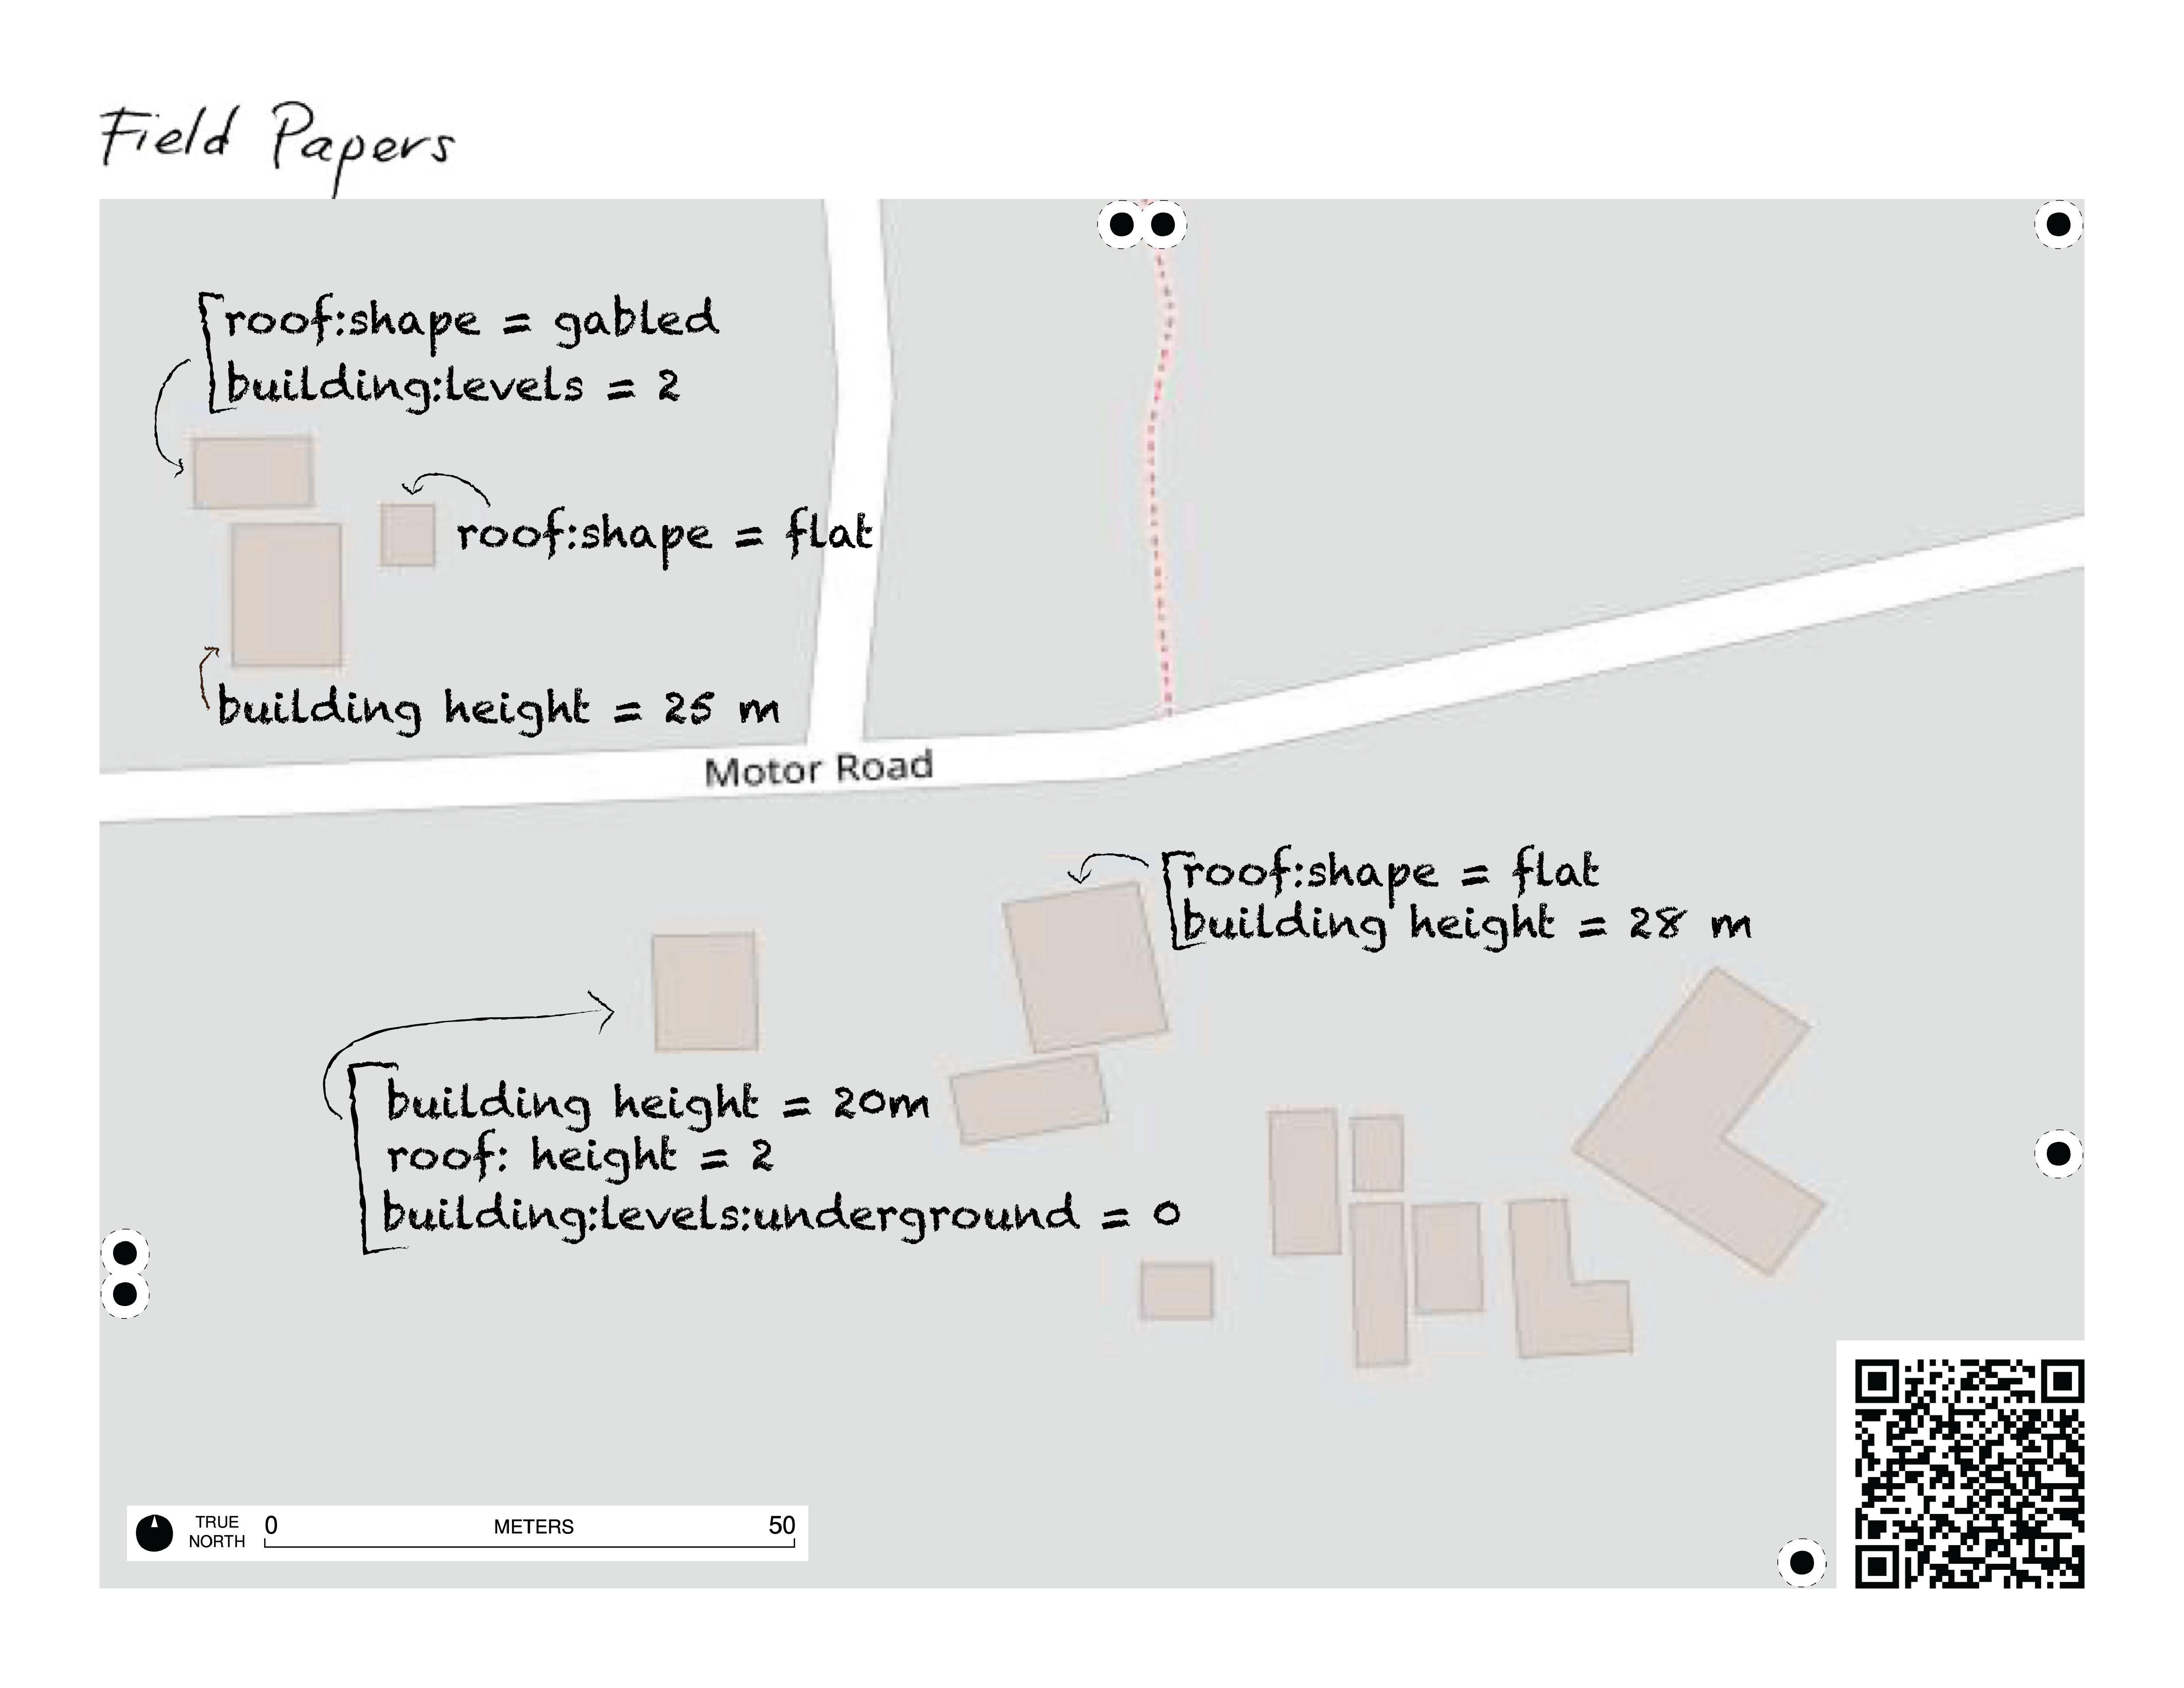 Field Papers
roof:shape = gabled
building:levels = 2
roof:shape = flat
building height = 25 m
Motor Road
roof:shape = flat
building height = 28 m
building height = 20m
roof: height = 2
building:levels:underground = 0
TRUE NORTH
0 METERS 50